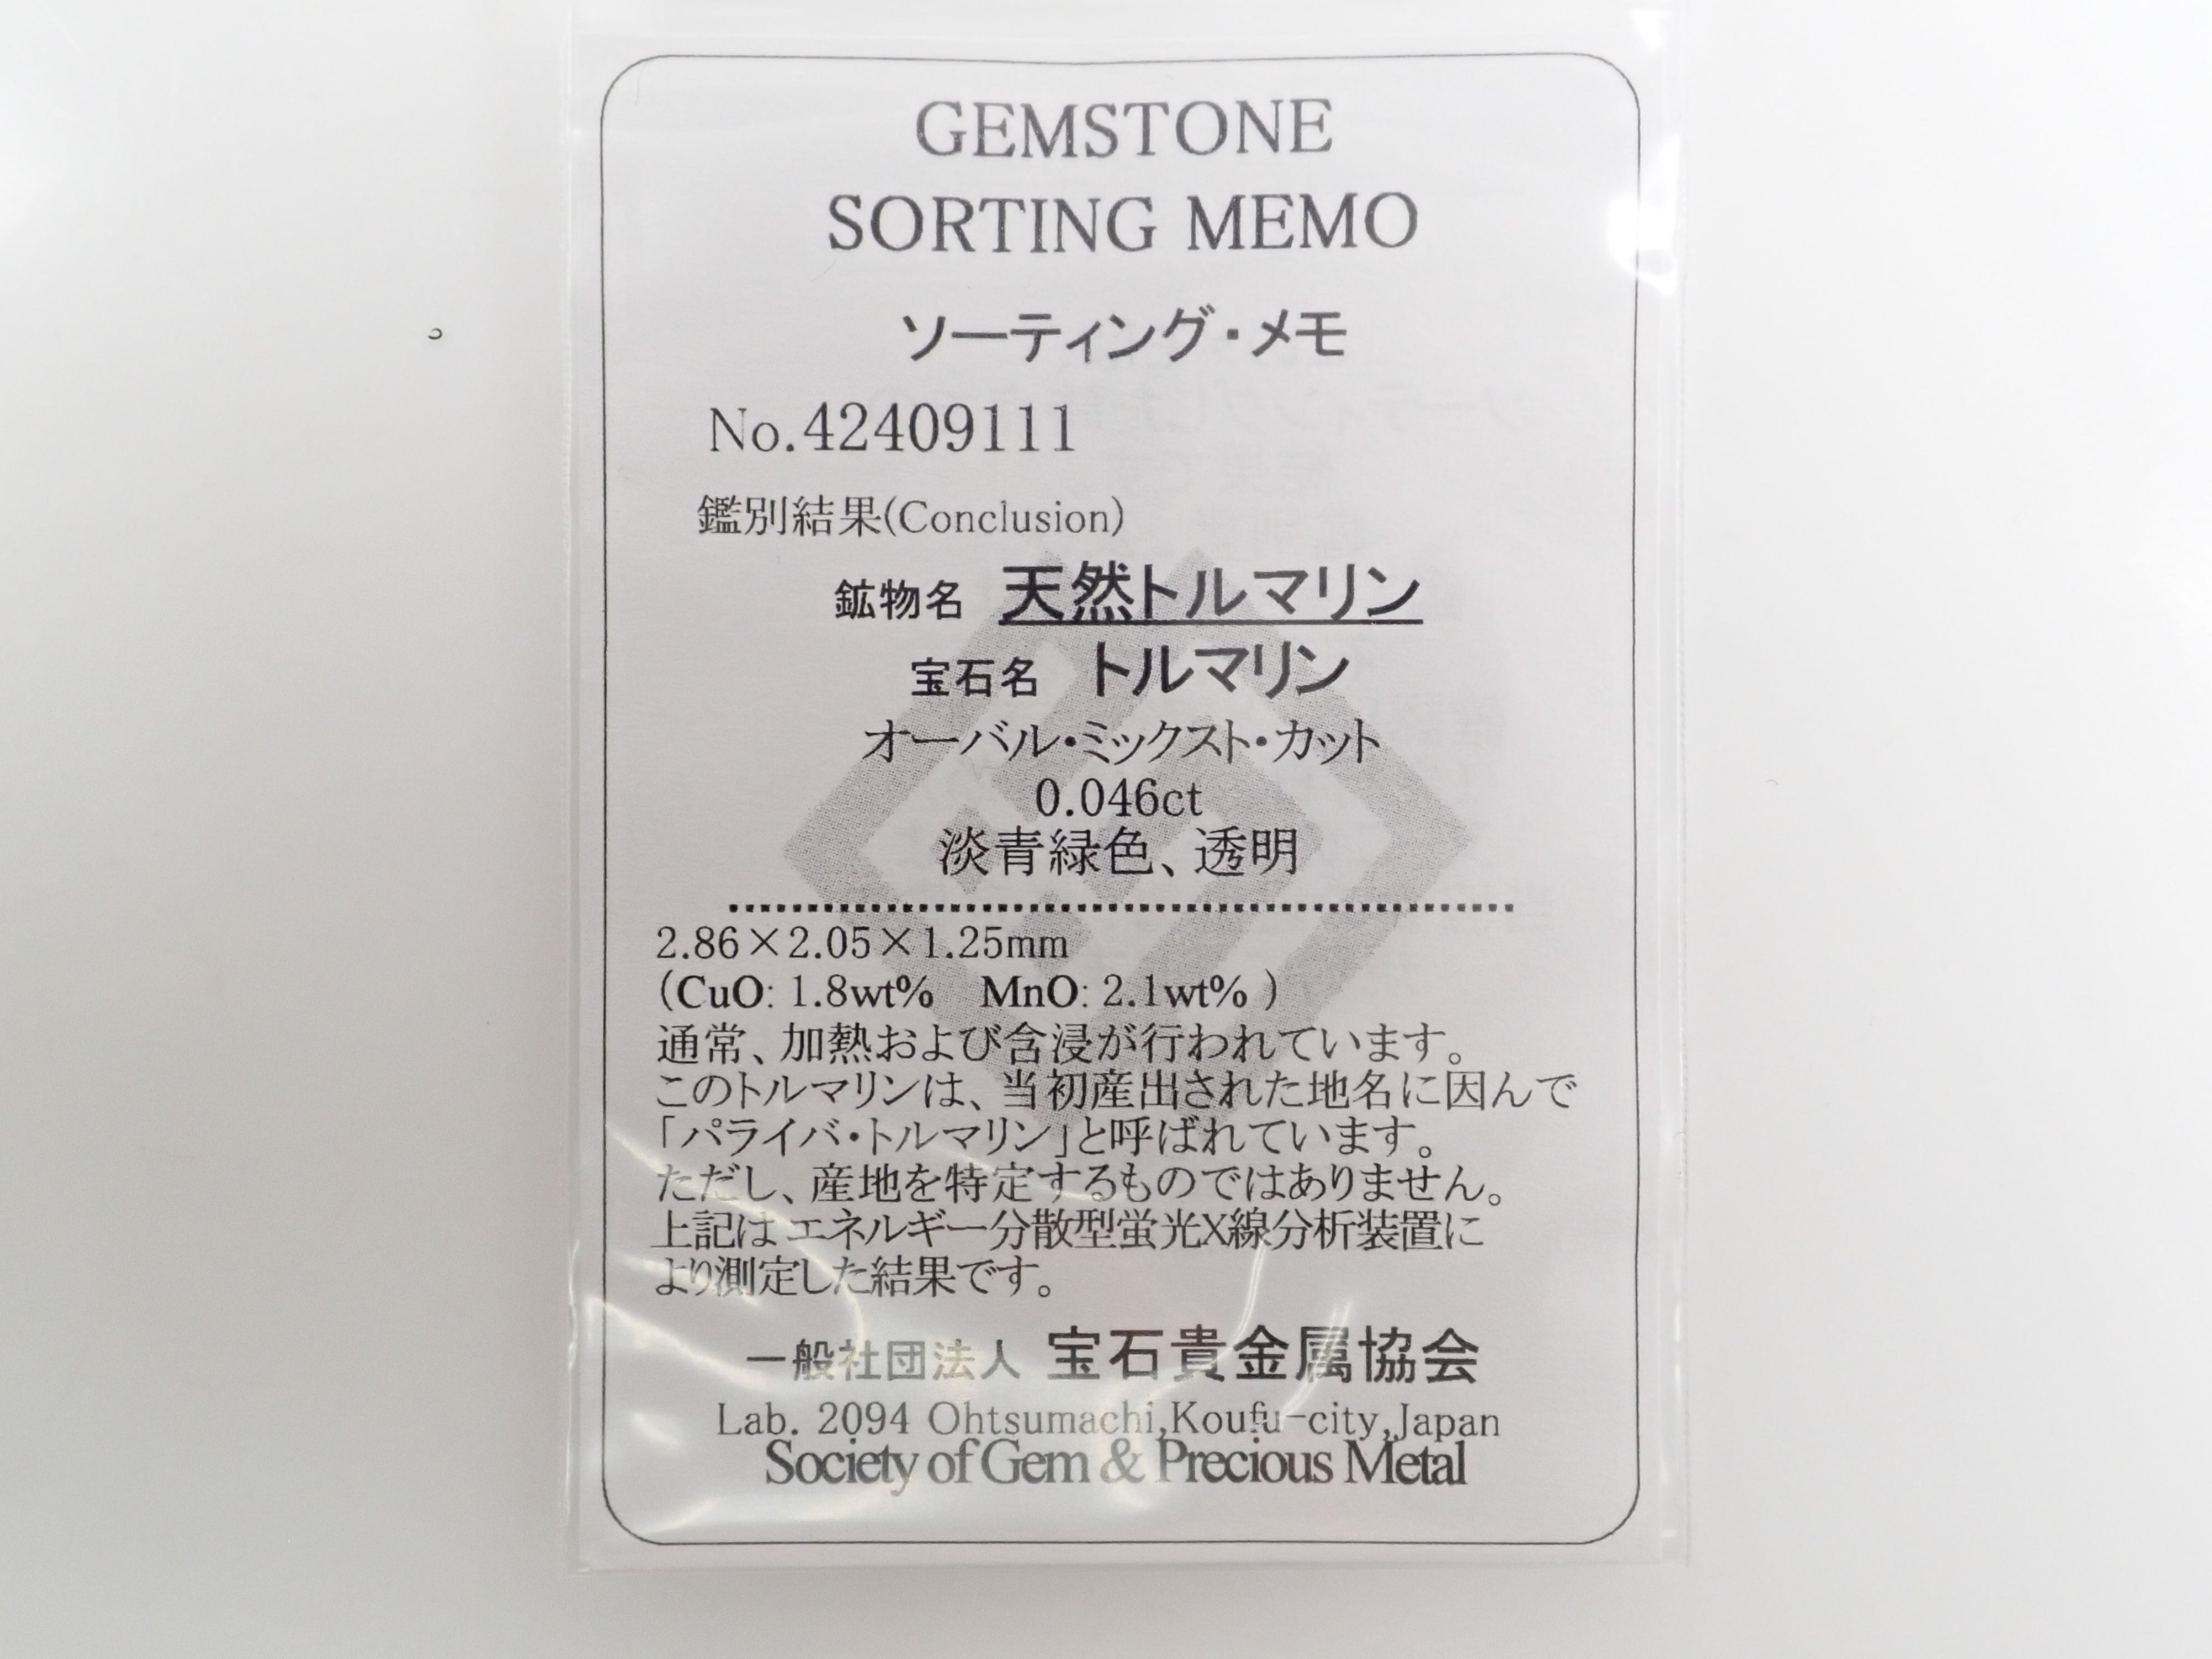 GEMSTONE
SORTING MEMO
ソーティング・メモ
No.42409111
鑑別結果(Conclusion)
鉱物名 天然トルマリン
宝石名 トルマリン
オーバル・ミックスト・カット
0.046ct
淡青緑色、透明
2.86×2.05×1.25mm
(CuO: 1.8wt% MnO: 2.1wt% )
通常、加熱および含浸が行われています。
このトルマリンは、当初産出された地名に因んで
「パライバ・トルマリン」と呼ばれています。
ただし、産地を特定するものではありません。
上記はエネルギー分散型蛍光X線分析装置に
より測定した結果です。
一般社団法人 宝石貴金属協会
Lab. 2094 Ohtsumachi,Koufu-city,Japan
Society of Gem & Precious Metal